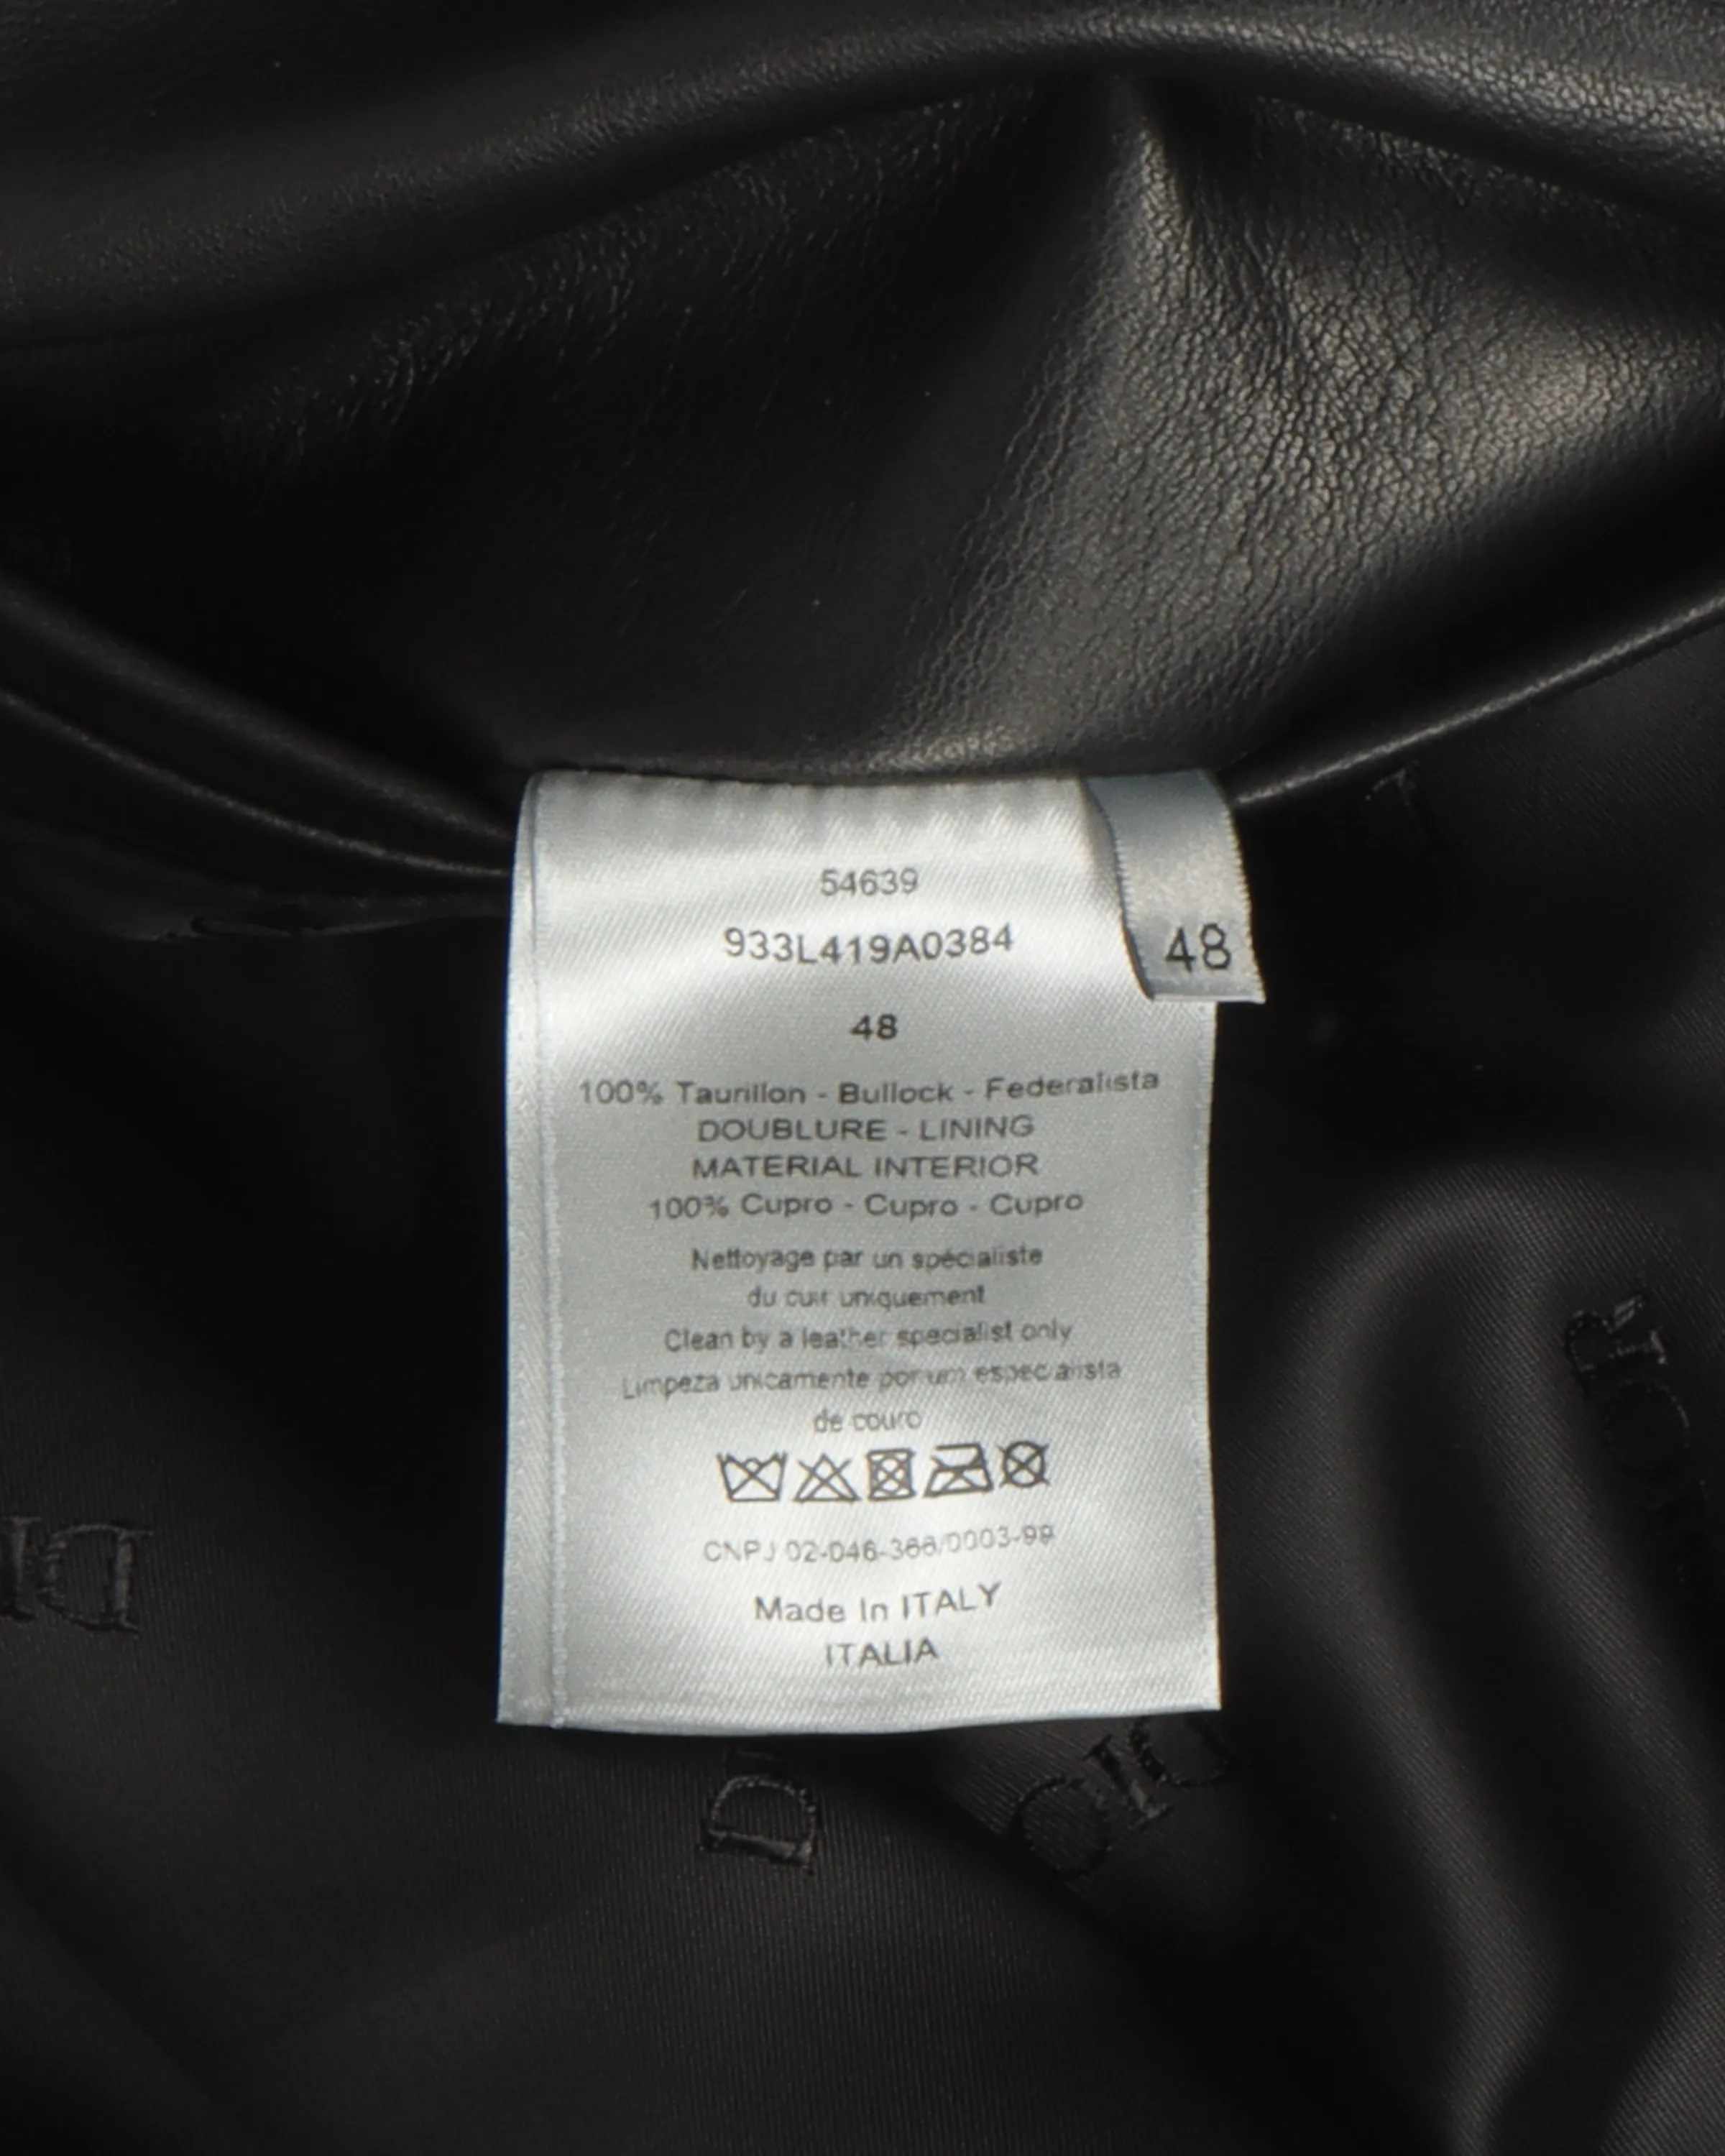 54639
933L419A0384
48
48
100% Taurillon - Bullock - Federalista
DOUBLURE - LINING
MATERIAL INTERIOR
100% Cupro - Cupro - Cupro
Nettoyage par un spécialiste
du cuir uniquement
Clean by a leather specialist only
Limpeza unicamente por um especialista
de couro
CNPJ 02-046-366/0003-99
Made In ITALY
ITALIA
DIOR